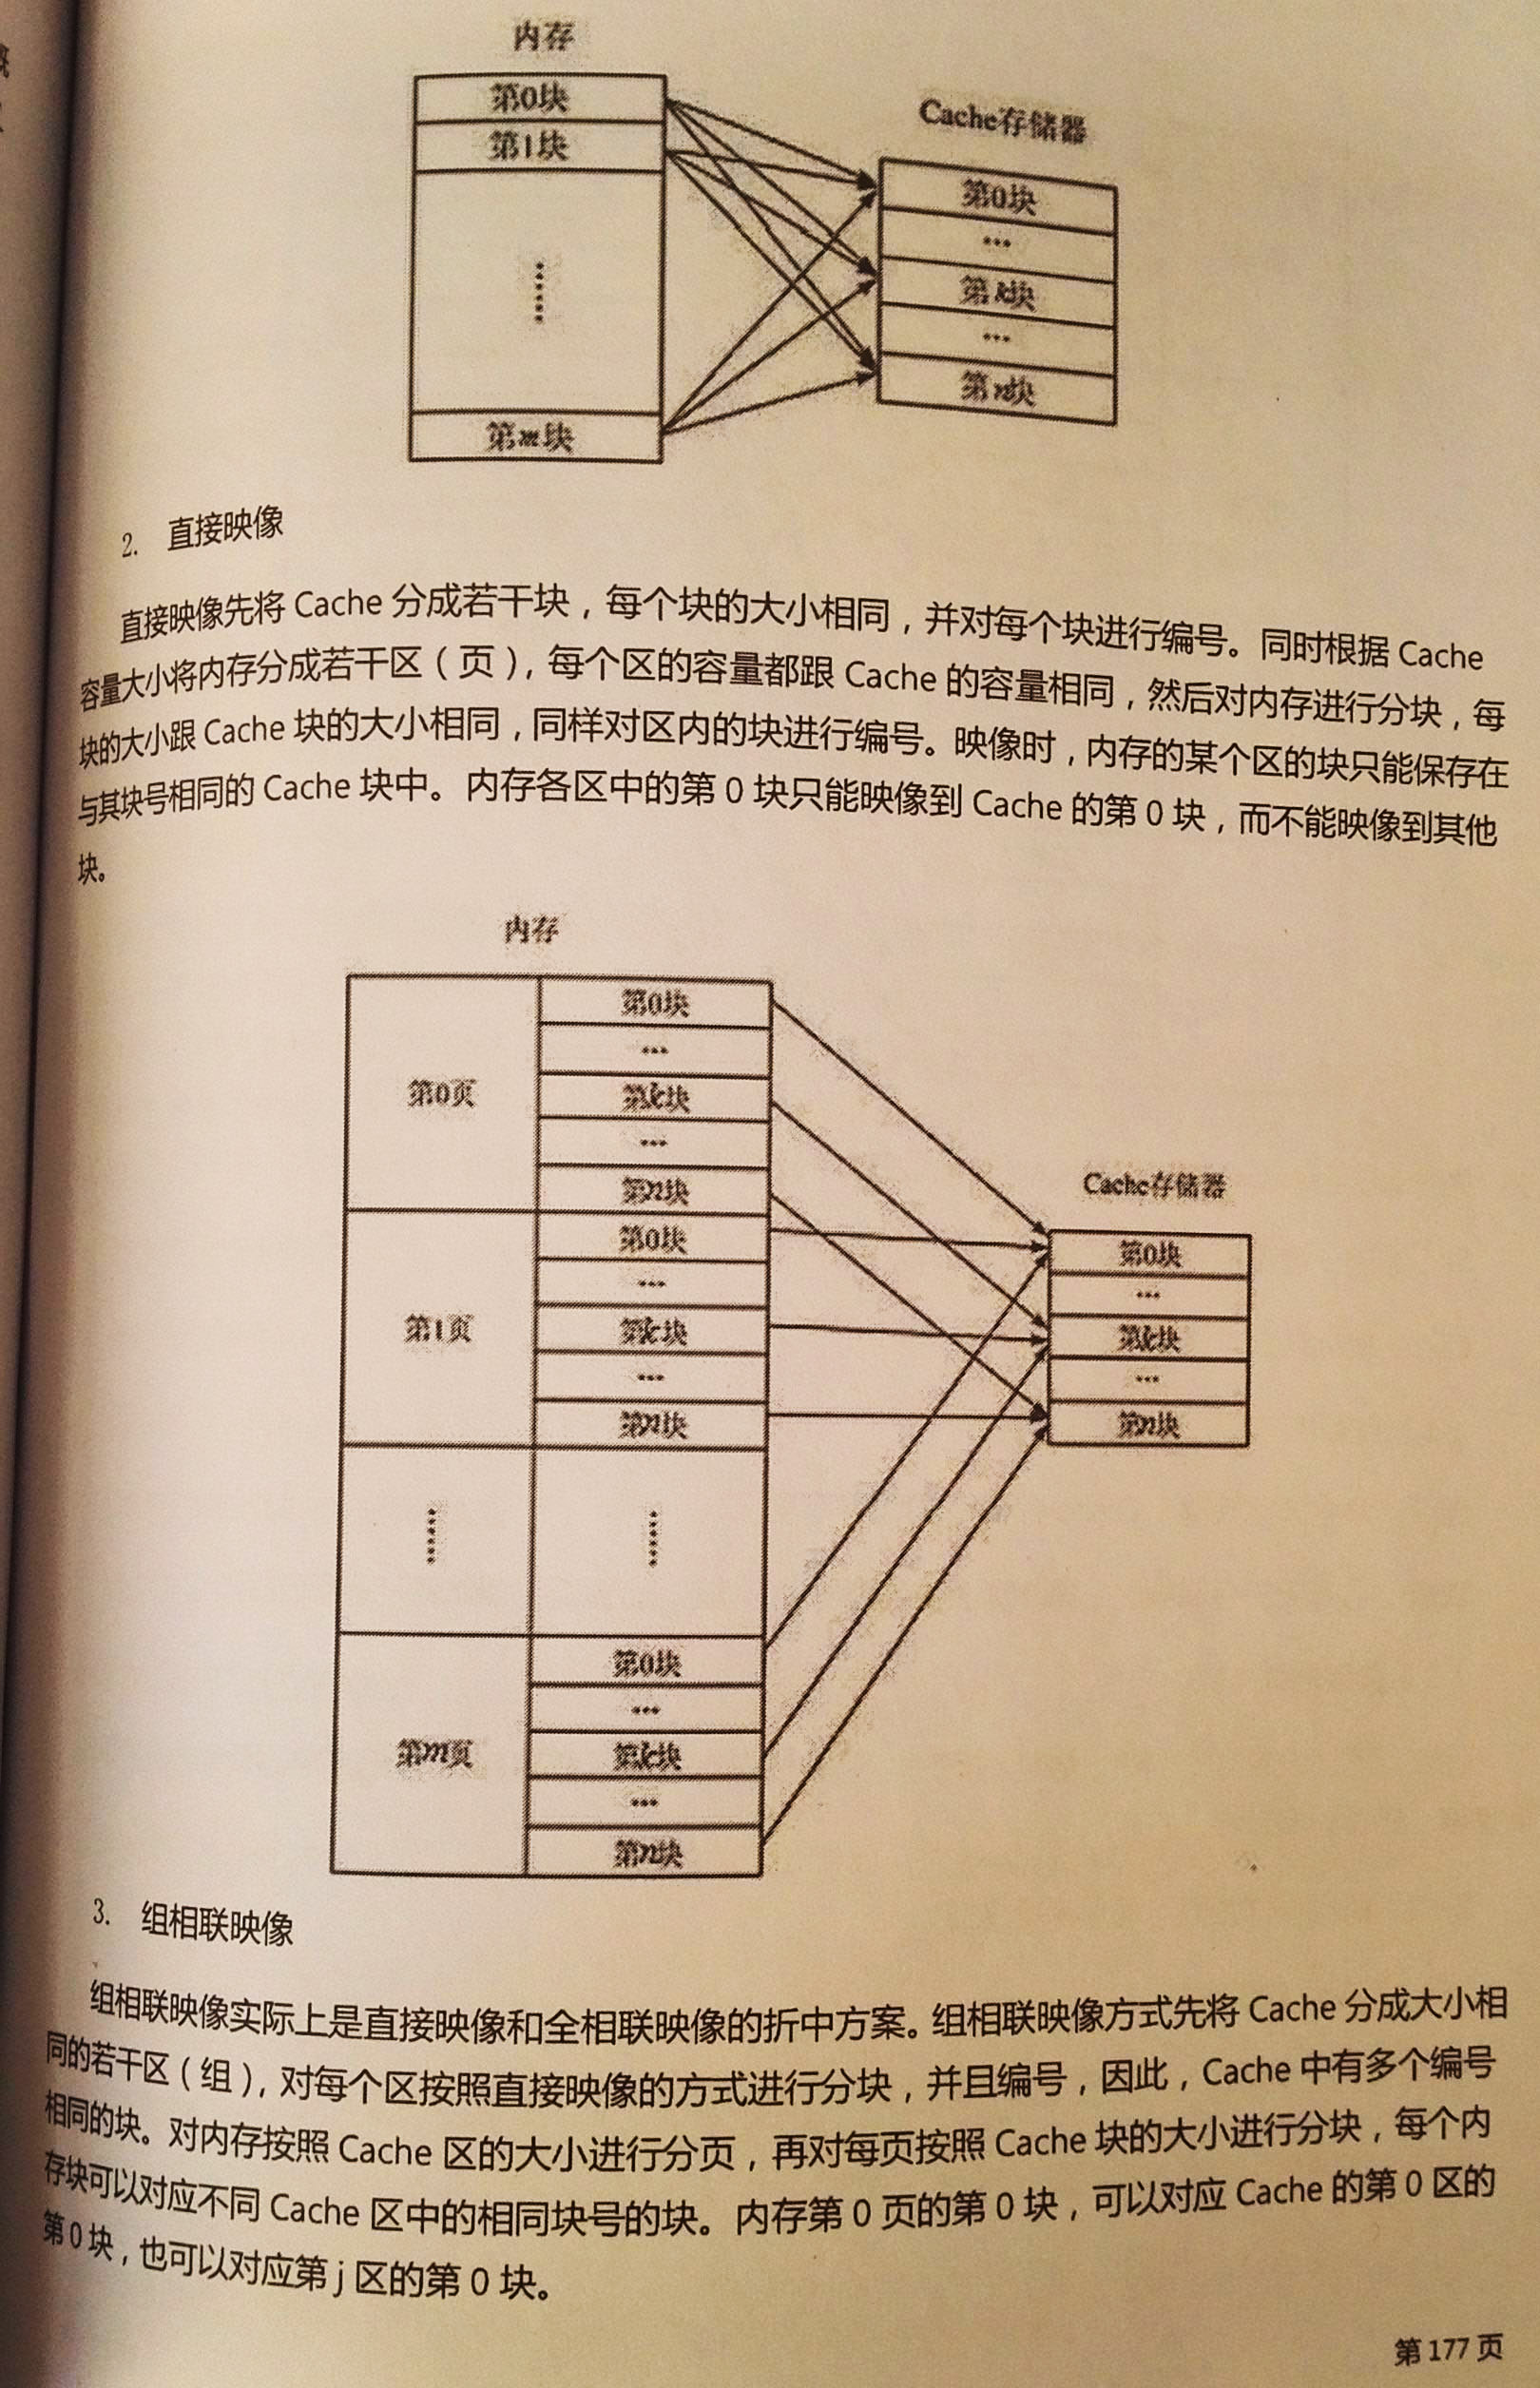 内存
Cache存储器
第0块
第1块
……
第m块
第0块
…
第k块
…
第n块
2. 直接映像
直接映像先将 Cache 分成若干块，每个块的大小相同，并对每个块进行编号。同时根据 Cache
容量大小将内存分成若干区（页），每个区的容量都跟 Cache 的容量相同，然后对内存进行分块，每
块的大小跟 Cache 块的大小相同，同样对区内的块进行编号。映像时，内存的某个区的块只能保存在
与其块号相同的 Cache 块中。内存各区中的第 0 块只能映像到 Cache 的第 0 块，而不能映像到其他
块。
内存
第0页
第0块
…
第k块
…
第n块
第1页
第0块
…
第k块
…
第n块
……
……
第m页
第0块
…
第k块
…
第n块
Cache存储器
第0块
…
第k块
…
第n块
3. 组相联映像
组相联映像实际上是直接映像和全相联映像的折中方案。组相联映像方式先将 Cache 分成大小相
同的若干区（组），对每个区按照直接映像的方式进行分块，并且编号，因此，Cache 中有多个编号
相同的块。对内存按照 Cache 区的大小进行分页，再对每页按照 Cache 块的大小进行分块，每个内
存块可以对应不同 Cache 区中的相同块号的块。内存第 0 页的第 0 块，可以对应 Cache 的第 0 区的
第 0 块，也可以对应第 j 区的第 0 块。
第 177 页